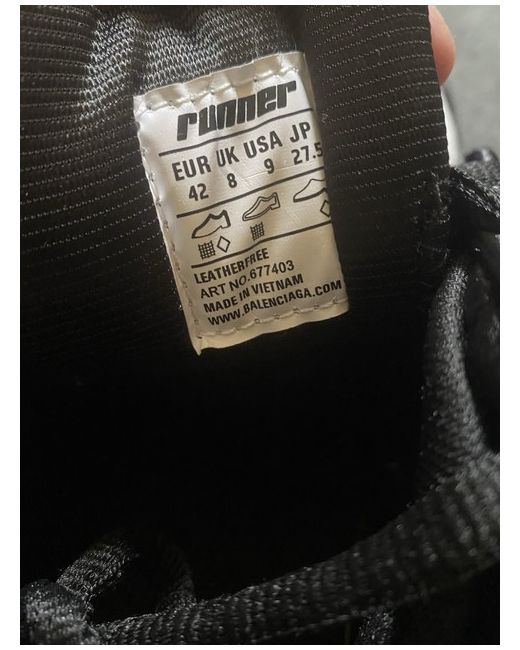 runner
EUR UK USA JP
42 8 9 27.5
LEATHERFREE
ART NO.677403
MADE IN VIETNAM
WWW.BALENCIAGA.COM